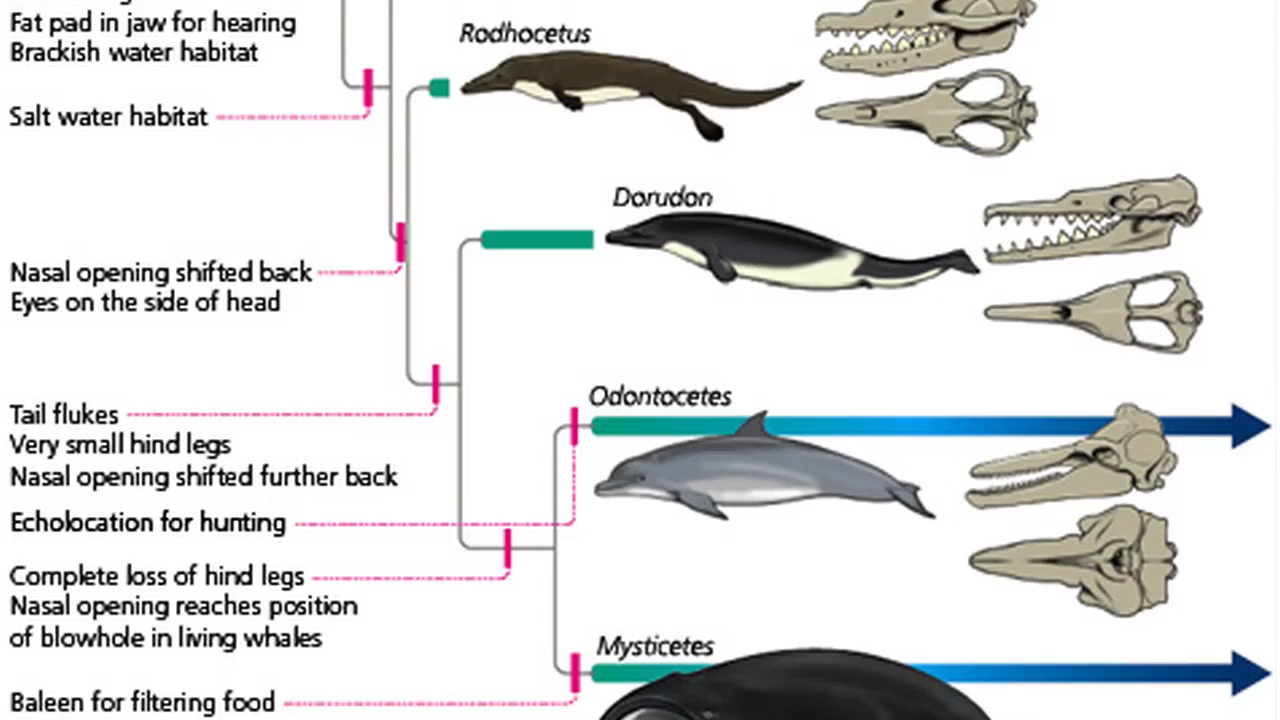 Fat pad in jaw for hearing
Brackish water habitat
Rodhocetus
Salt water habitat
Dorudon
Nasal opening shifted back
Eyes on the side of head
Odontocetes
Tail flukes
Very small hind legs
Nasal opening shifted further back
Echolocation for hunting
Complete loss of hind legs
Nasal opening reaches position
of blowhole in living whales
Mysticetes
Baleen for filtering food